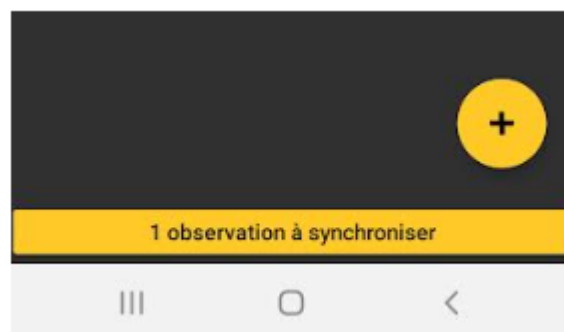 +
1 observation à synchroniser